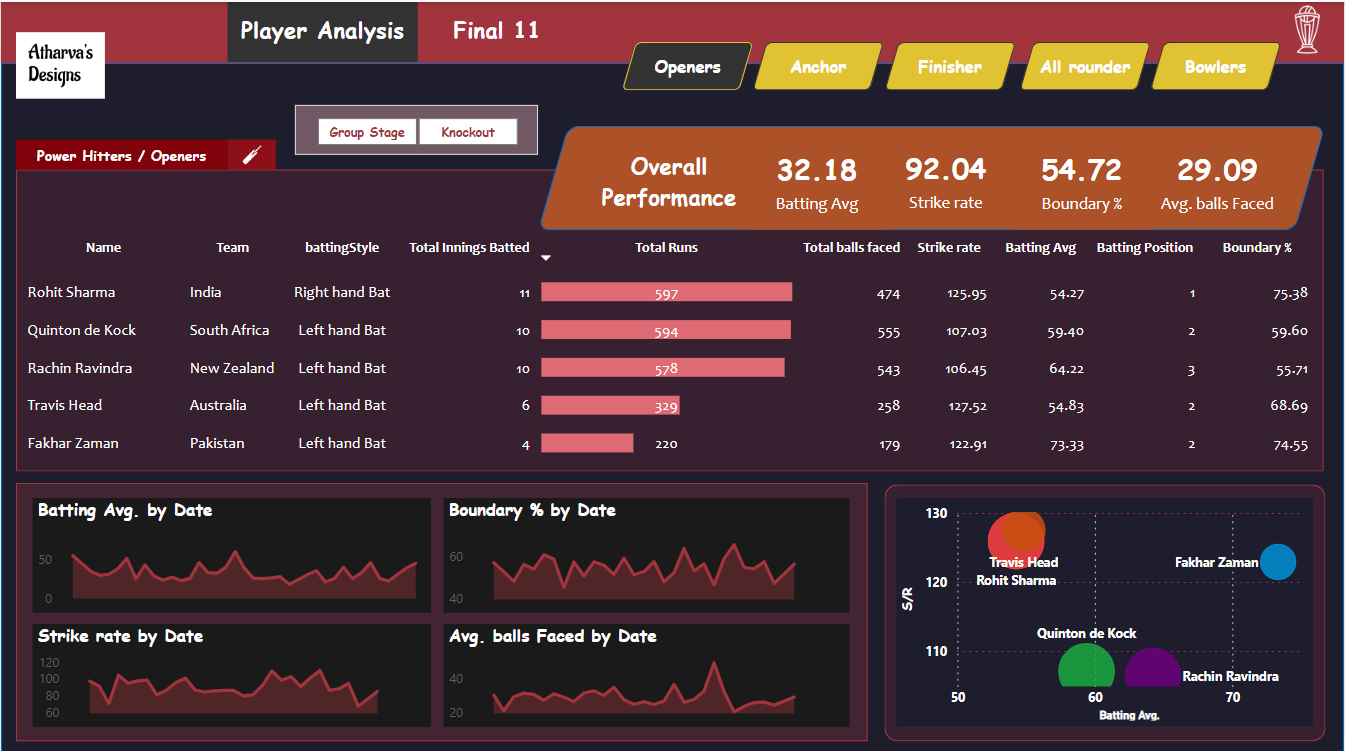 Player Analysis
Final 11
Atharva's
Designs
Openers
Anchor
Finisher
All rounder
Bowlers
Group Stage
Knockout
Power Hitters / Openers
Overall
Performance
32.18
Batting Avg
92.04
Strike rate
54.72
Boundary %
29.09
Avg. balls Faced
Name Team battingStyle Total Innings Batted Total Runs Total balls faced Strike rate Batting Avg Batting Position Boundary %
Rohit Sharma India Right hand Bat 11 597 474 125.95 54.27 1 75.38
Quinton de Kock South Africa Left hand Bat 10 594 555 107.03 59.40 2 59.60
Rachin Ravindra New Zealand Left hand Bat 10 578 543 106.45 64.22 3 55.71
Travis Head Australia Left hand Bat 6 329 258 127.52 54.83 2 68.69
Fakhar Zaman Pakistan Left hand Bat 4 220 179 122.91 73.33 2 74.55
Batting Avg. by Date
50
0
Boundary % by Date
60
40
Strike rate by Date
120
100
80
60
Avg. balls Faced by Date
40
20
130
120
110
S/R
Travis Head
Rohit Sharma
Fakhar Zaman
Quinton de Kock
Rachin Ravindra
50 60 70
Batting Avg.